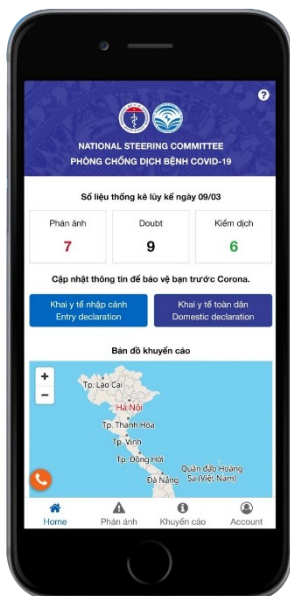 ?
NATIONAL STEERING COMMITTEE
PHÒNG CHỐNG DỊCH BỆNH COVID-19
Số liệu thống kê lũy kế ngày 09/03
Phản ánh
Doubt
Kiểm dịch
7
9
6
Cập nhật thông tin để bảo vệ bạn trước Corona.
Khai y tế nhập cảnh
Entry declaration
Khai y tế toàn dân
Domestic declaration
Bản đồ khuyến cáo
+
−
Tp. Lào Cai
Hà Nội
Tp. Thanh Hóa
Tp. Vinh
Tp. Đồng Hới
Quần đảo Hoàng
Sa (Việt Nam)
Đà Nẵng
Home
Phản ánh
Khuyến cáo
Account